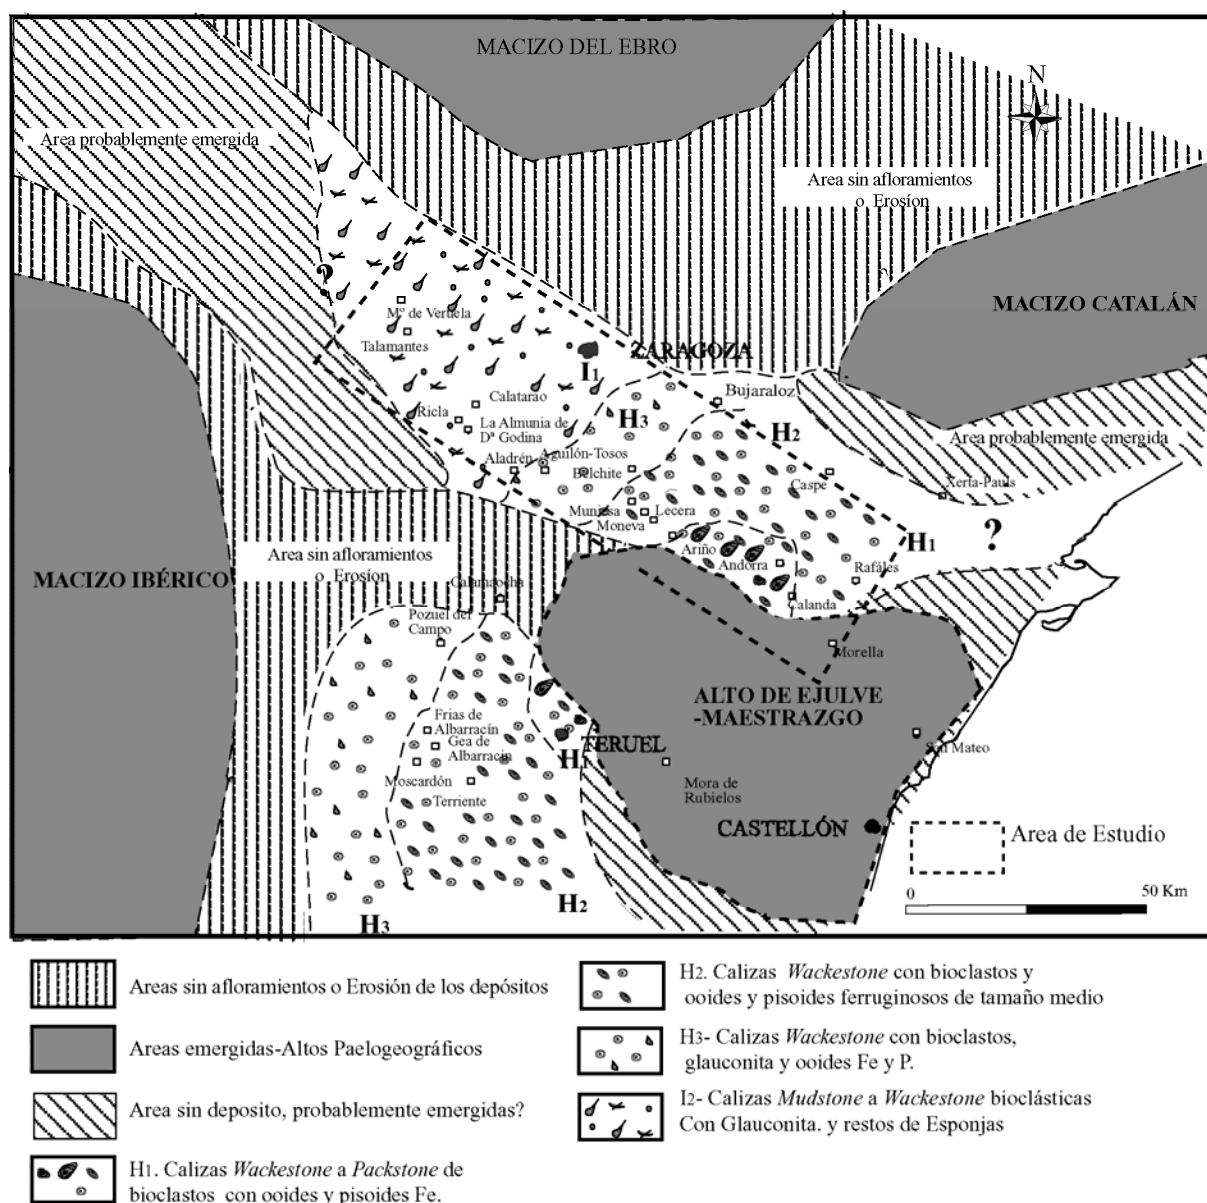 MACIZO DEL EBRO
N
Area probablemente emergida
Area sin afloramientos
o Erosíon
?
MACIZO CATALÁN
Mº de Veruela
Talamantes
ZARAGOZA
I1
Bujaraloz
Calatarao
Ricla
La Almunia de
Dª Godina
H3
H2
Area probablemente emergida
Aladrén
Aguilón-Tosos
Belchite
Caspe
Xerta-Pauls
Muniesa
Lecera
Moneva
?
H1
Ariño
Andorra
Rafáles
Calanda
Area sin afloramientos
o Erosíon
MACIZO IBÉRICO
Calamaocha
Pozuel del
Campo
Morella
ALTO DE EJULVE
-MAESTRAZGO
Frias de
Albarracín
Gea de
Albarracín
TERUEL
San Mateo
H1
Moscardón
Terriente
Mora de
Rubielos
CASTELLÓN
Area de Estudio
0
50 Km
H2
H3
Areas sin afloramientos o Erosión de los depósitos
Areas emergidas-Altos Paelogeográficos
Area sin deposito, probablemente emergidas?
H1. Calizas Wackestone a Packstone de
bioclastos con ooides y pisoides Fe.
H2. Calizas Wackestone con bioclastos y
ooides y pisoides ferruginosos de tamaño medio
H3- Calizas Wackestone con bioclastos,
glauconita y ooides Fe y P.
I2- Calizas Mudstone a Wackestone bioclásticas
Con Glauconita. y restos de Esponjas